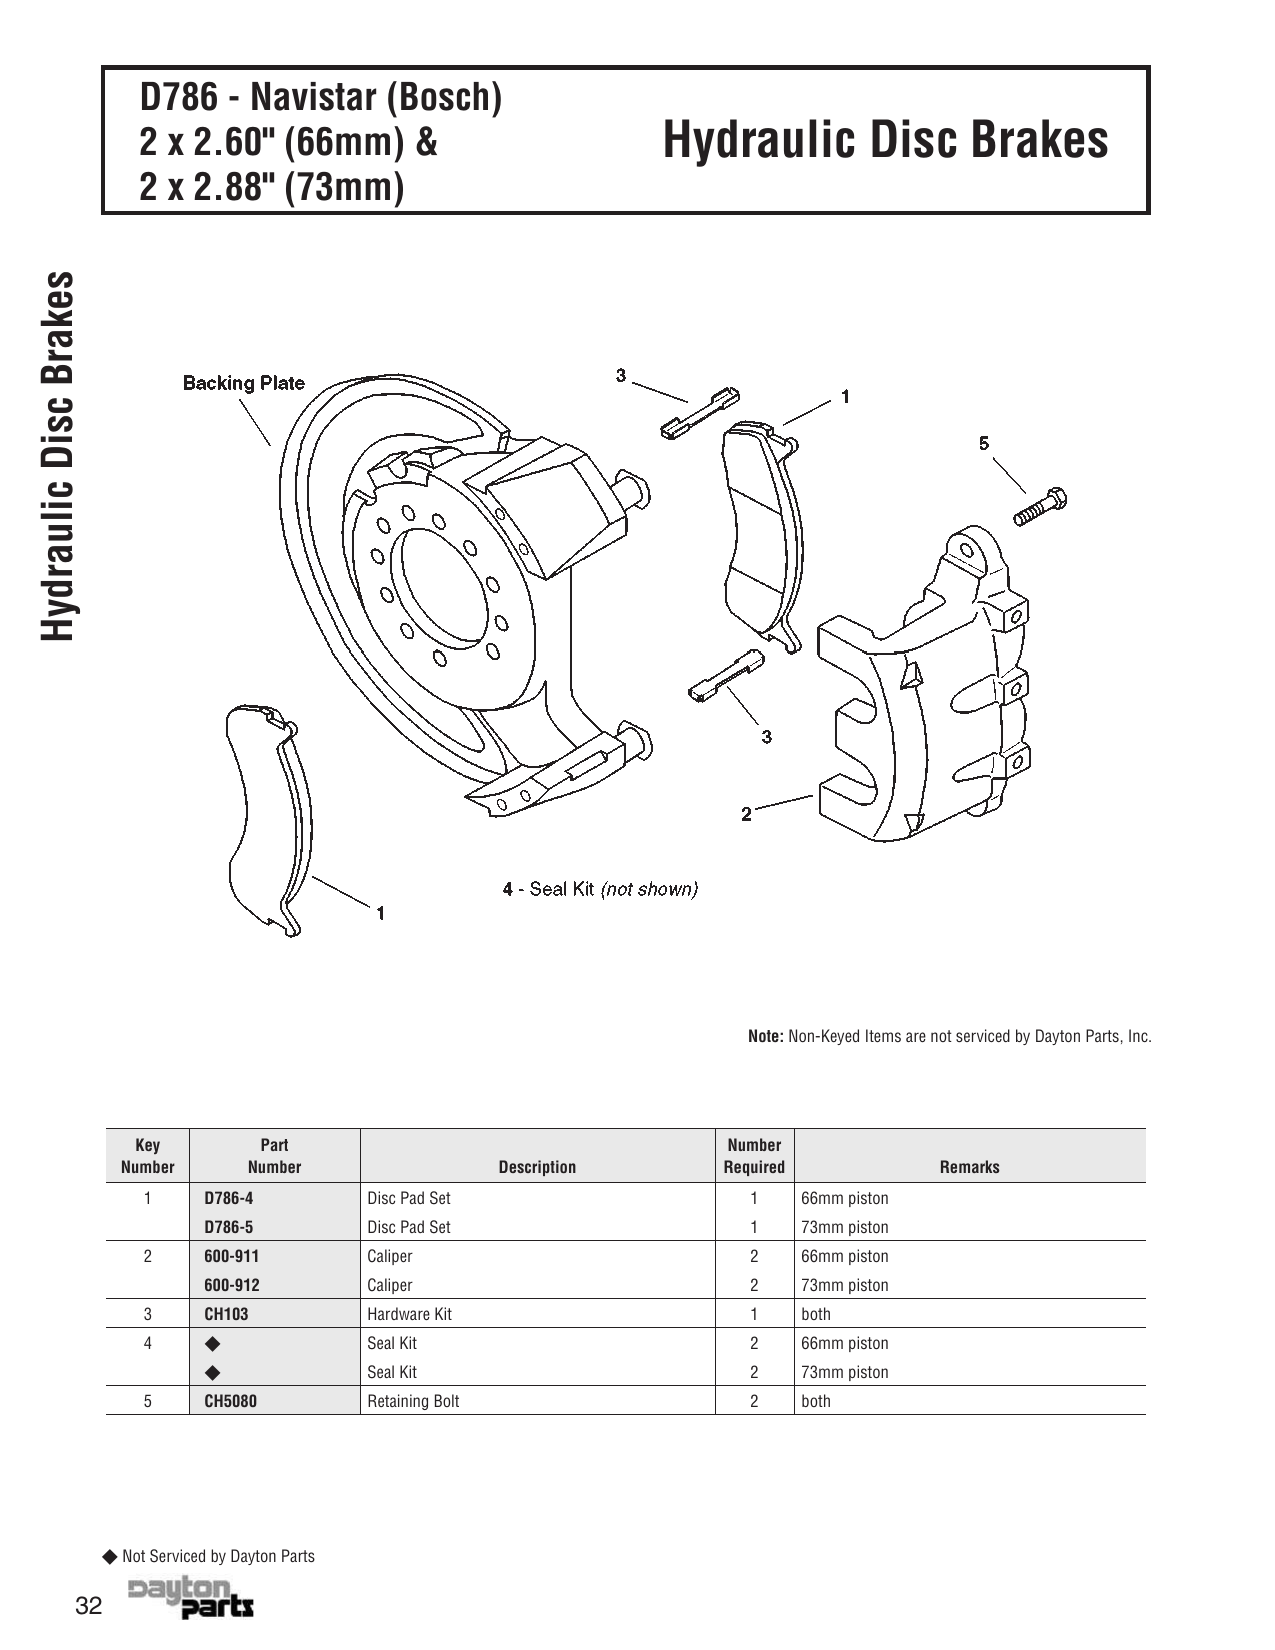 D786 - Navistar (Bosch)
2 x 2.60" (66mm) &
2 x 2.88" (73mm)
Hydraulic Disc Brakes
Hydraulic Disc Brakes
Backing Plate
3
1
5
3
2
4 - Seal Kit (not shown)
1
Note: Non-Keyed Items are not serviced by Dayton Parts, Inc.
Key Number Part Number Description Number Required Remarks
1 D786-4 Disc Pad Set 1 66mm piston
D786-5 Disc Pad Set 1 73mm piston
2 600-911 Caliper 2 66mm piston
600-912 Caliper 2 73mm piston
3 CH103 Hardware Kit 1 both
4 ◆ Seal Kit 2 66mm piston
◆ Seal Kit 2 73mm piston
5 CH5080 Retaining Bolt 2 both
◆ Not Serviced by Dayton Parts
32
Dayton
parts